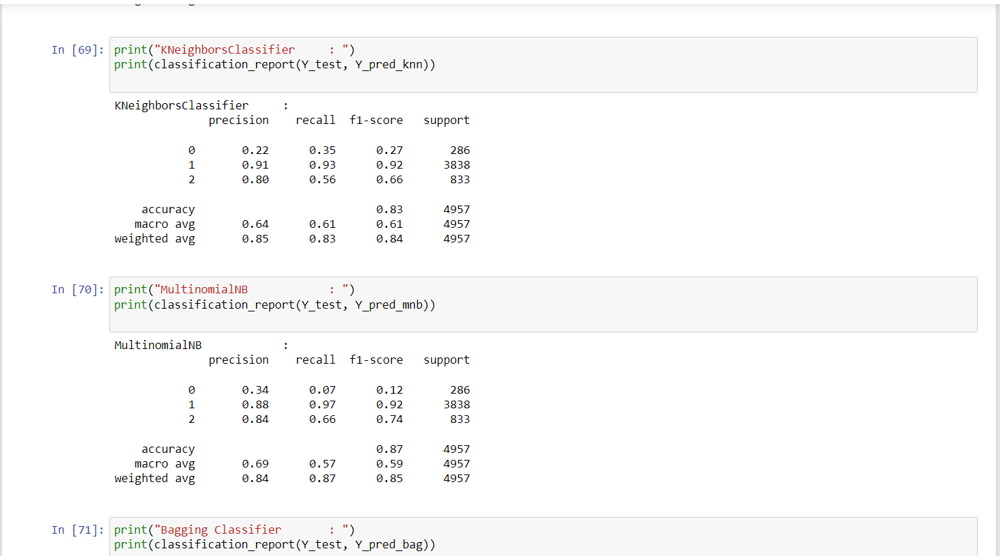 In [69]: print("KNeighborsClassifier     : ")
print(classification_report(Y_test, Y_pred_knn))
KNeighborsClassifier     :
              precision    recall  f1-score   support
           0       0.22      0.35      0.27       286
           1       0.91      0.93      0.92      3838
           2       0.80      0.56      0.66       833
    accuracy                           0.83      4957
   macro avg       0.64      0.61      0.61      4957
weighted avg       0.85      0.83      0.84      4957
In [70]: print("MultinomialNB            : ")
print(classification_report(Y_test, Y_pred_mnb))
MultinomialNB            :
              precision    recall  f1-score   support
           0       0.34      0.07      0.12       286
           1       0.88      0.97      0.92      3838
           2       0.84      0.66      0.74       833
    accuracy                           0.87      4957
   macro avg       0.69      0.57      0.59      4957
weighted avg       0.84      0.87      0.85      4957
In [71]: print("Bagging Classifier       : ")
print(classification_report(Y_test, Y_pred_bag))